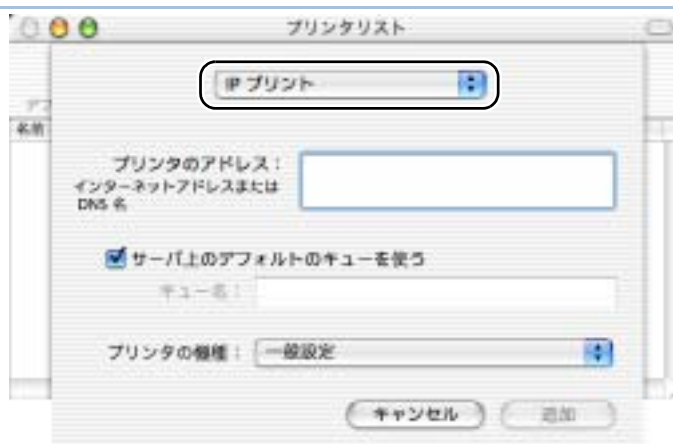 プリンタリスト
IP プリント
名前
プリンタのアドレス：
インターネットアドレスまたは
DNS 名
サーバ上のデフォルトのキューを使う
キュー名：
プリンタの機種： 一般設定
キャンセル 追加